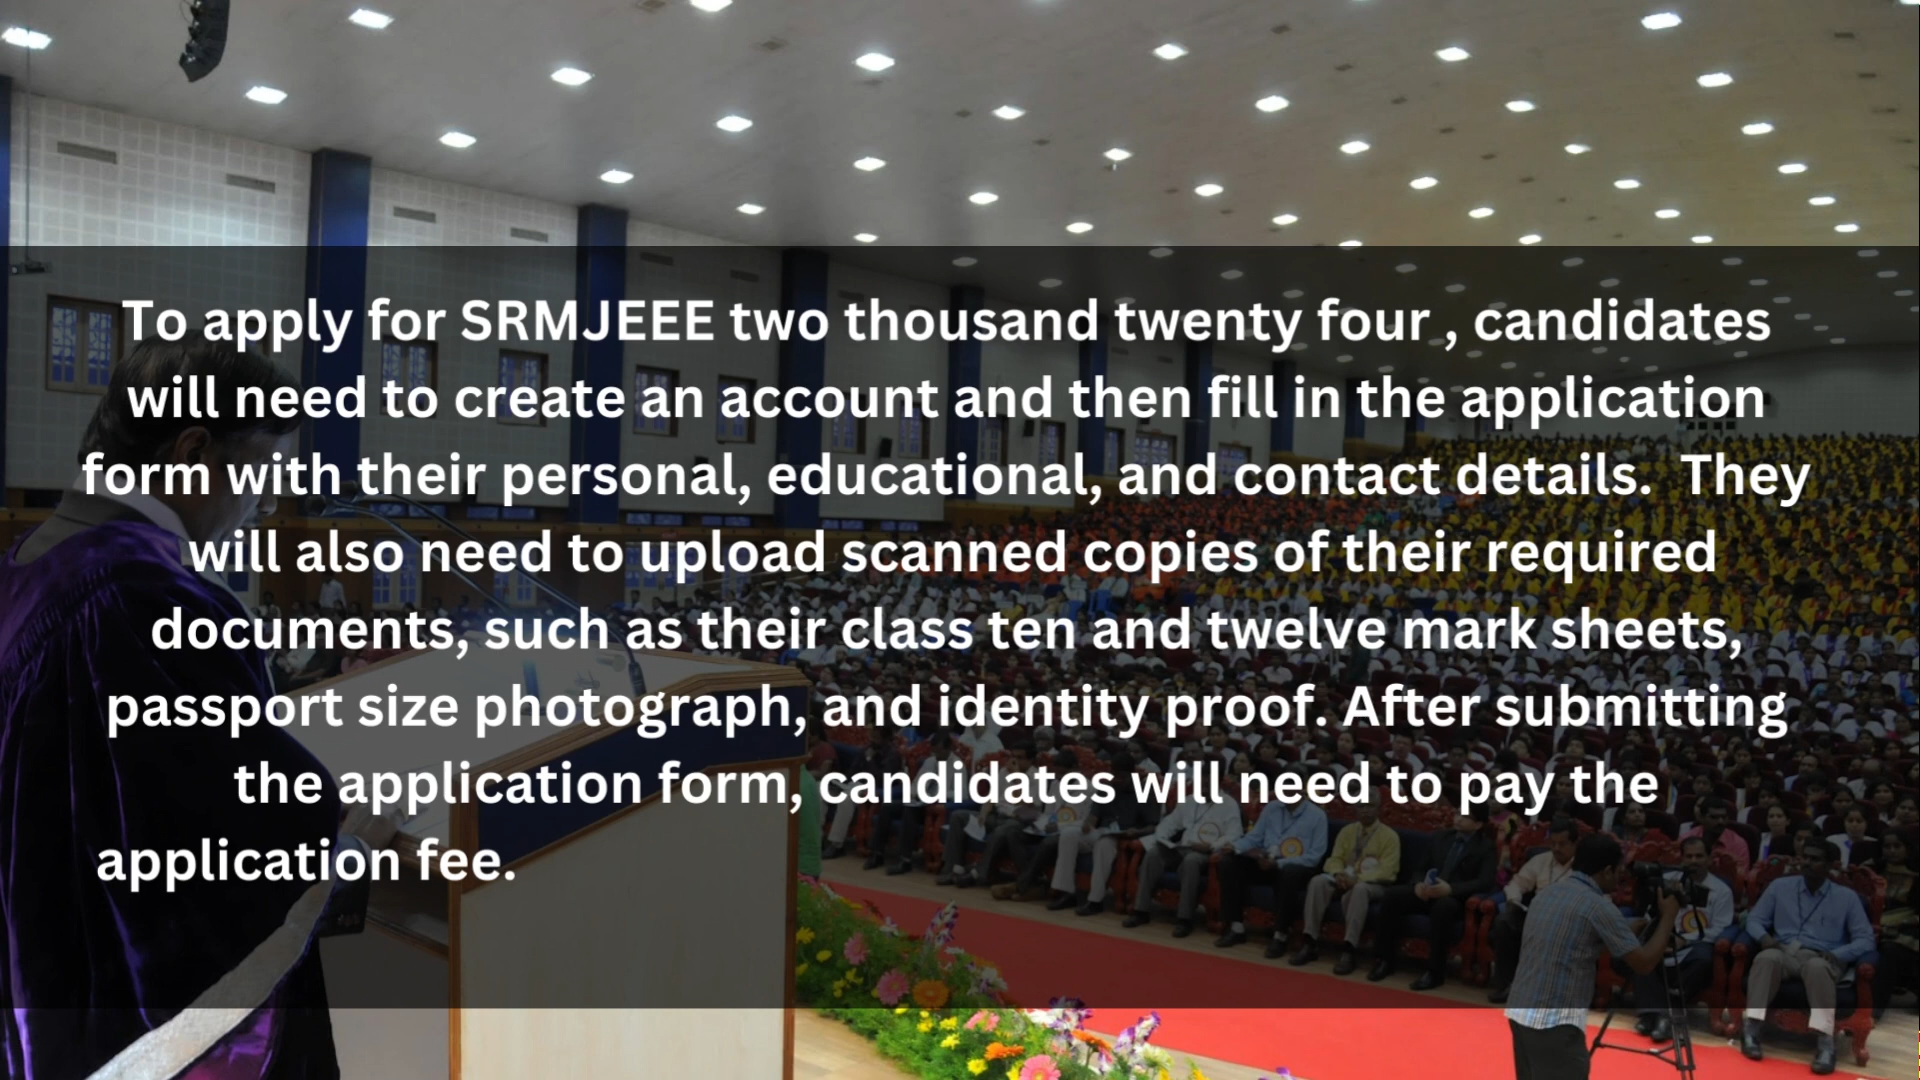 To apply for SRMJEEE two thousand twenty four , candidates
will need to create an account and then fill in the application
form with their personal, educational, and contact details.  They
will also need to upload scanned copies of their required
documents, such as their class ten and twelve mark sheets,
passport size photograph, and identity proof. After submitting
the application form, candidates will need to pay the
application fee.